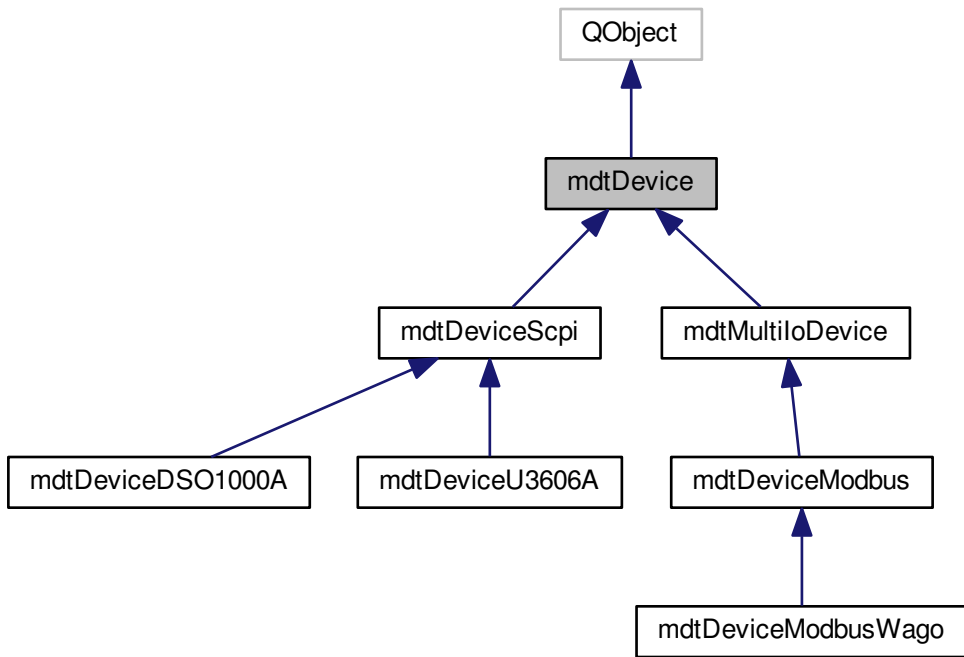 QObject
mdtDevice
mdtDeviceScpi
mdtMultiIoDevice
mdtDeviceDSO1000A
mdtDeviceU3606A
mdtDeviceModbus
mdtDeviceModbusWago